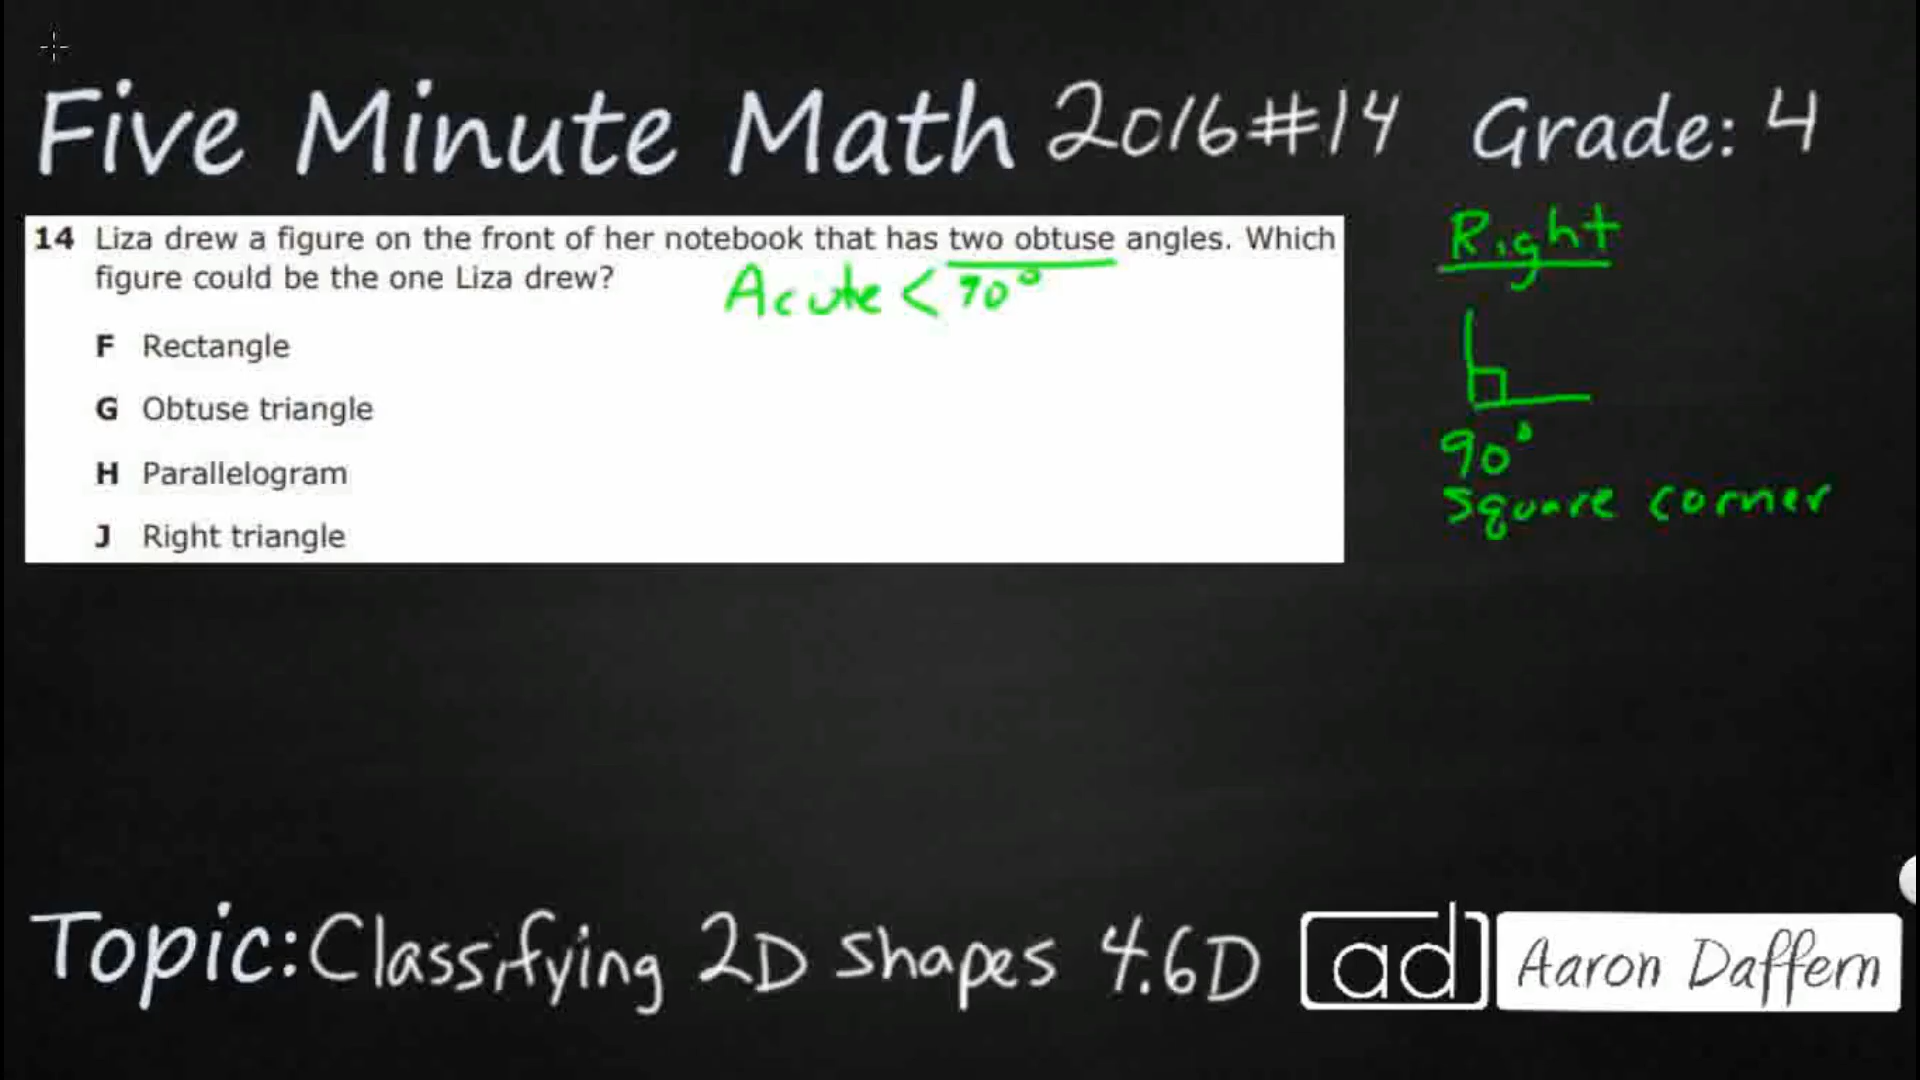 Five Minute Math 2016#14 Grade: 4
14 Liza drew a figure on the front of her notebook that has two obtuse angles. Which
figure could be the one Liza drew?
Acute < 90°
F Rectangle
G Obtuse triangle
H Parallelogram
J Right triangle
Right
90°
square corner
Topic: Classifying 2D shapes 4.6D
ad Aaron Daffern